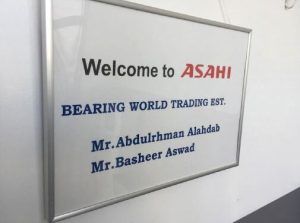 Welcome to ASAHI
BEARING WORLD TRADING EST.
Mr.Abdulrhman Alahdab
Mr.Basheer Aswad